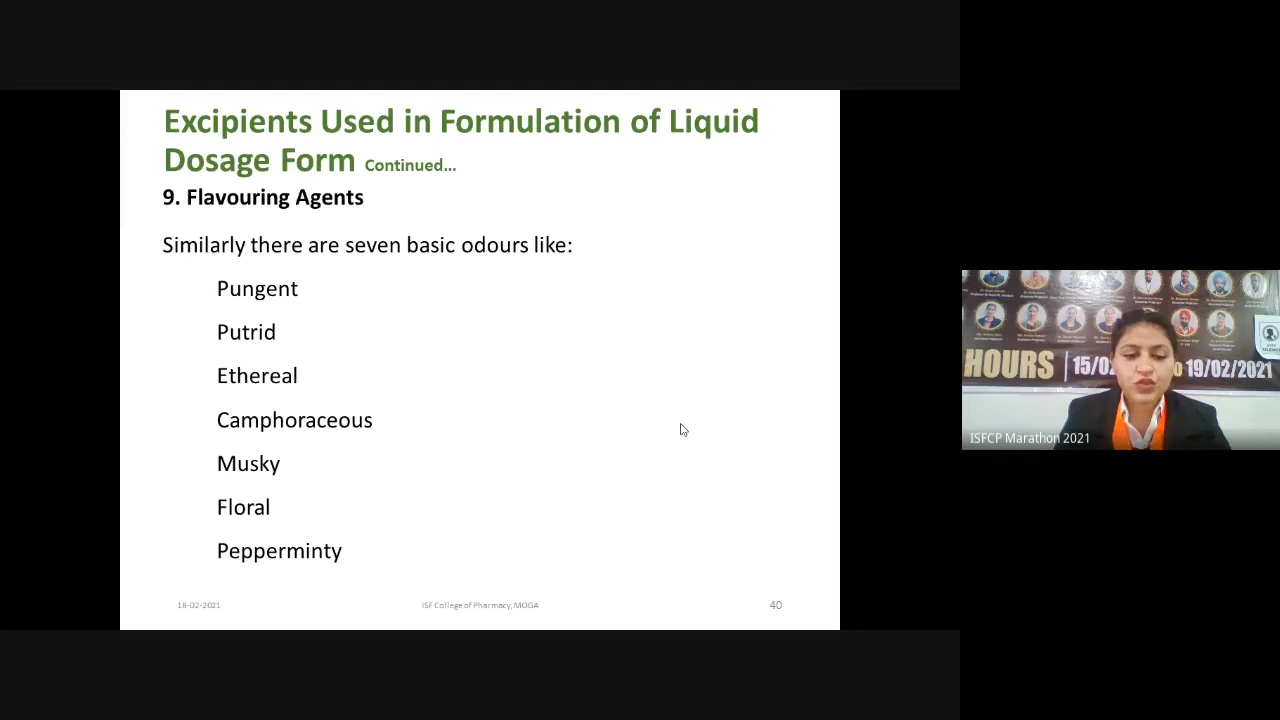 Excipients Used in Formulation of Liquid
Dosage Form Continued...
9. Flavouring Agents
Similarly there are seven basic odours like:
Pungent
Putrid
Ethereal
Camphoraceous
Musky
Floral
Pepperminty
18-02-2021
ISF College of Pharmacy, MOGA
40
HOURS
19/02/2021
ISFCP Marathon 2021